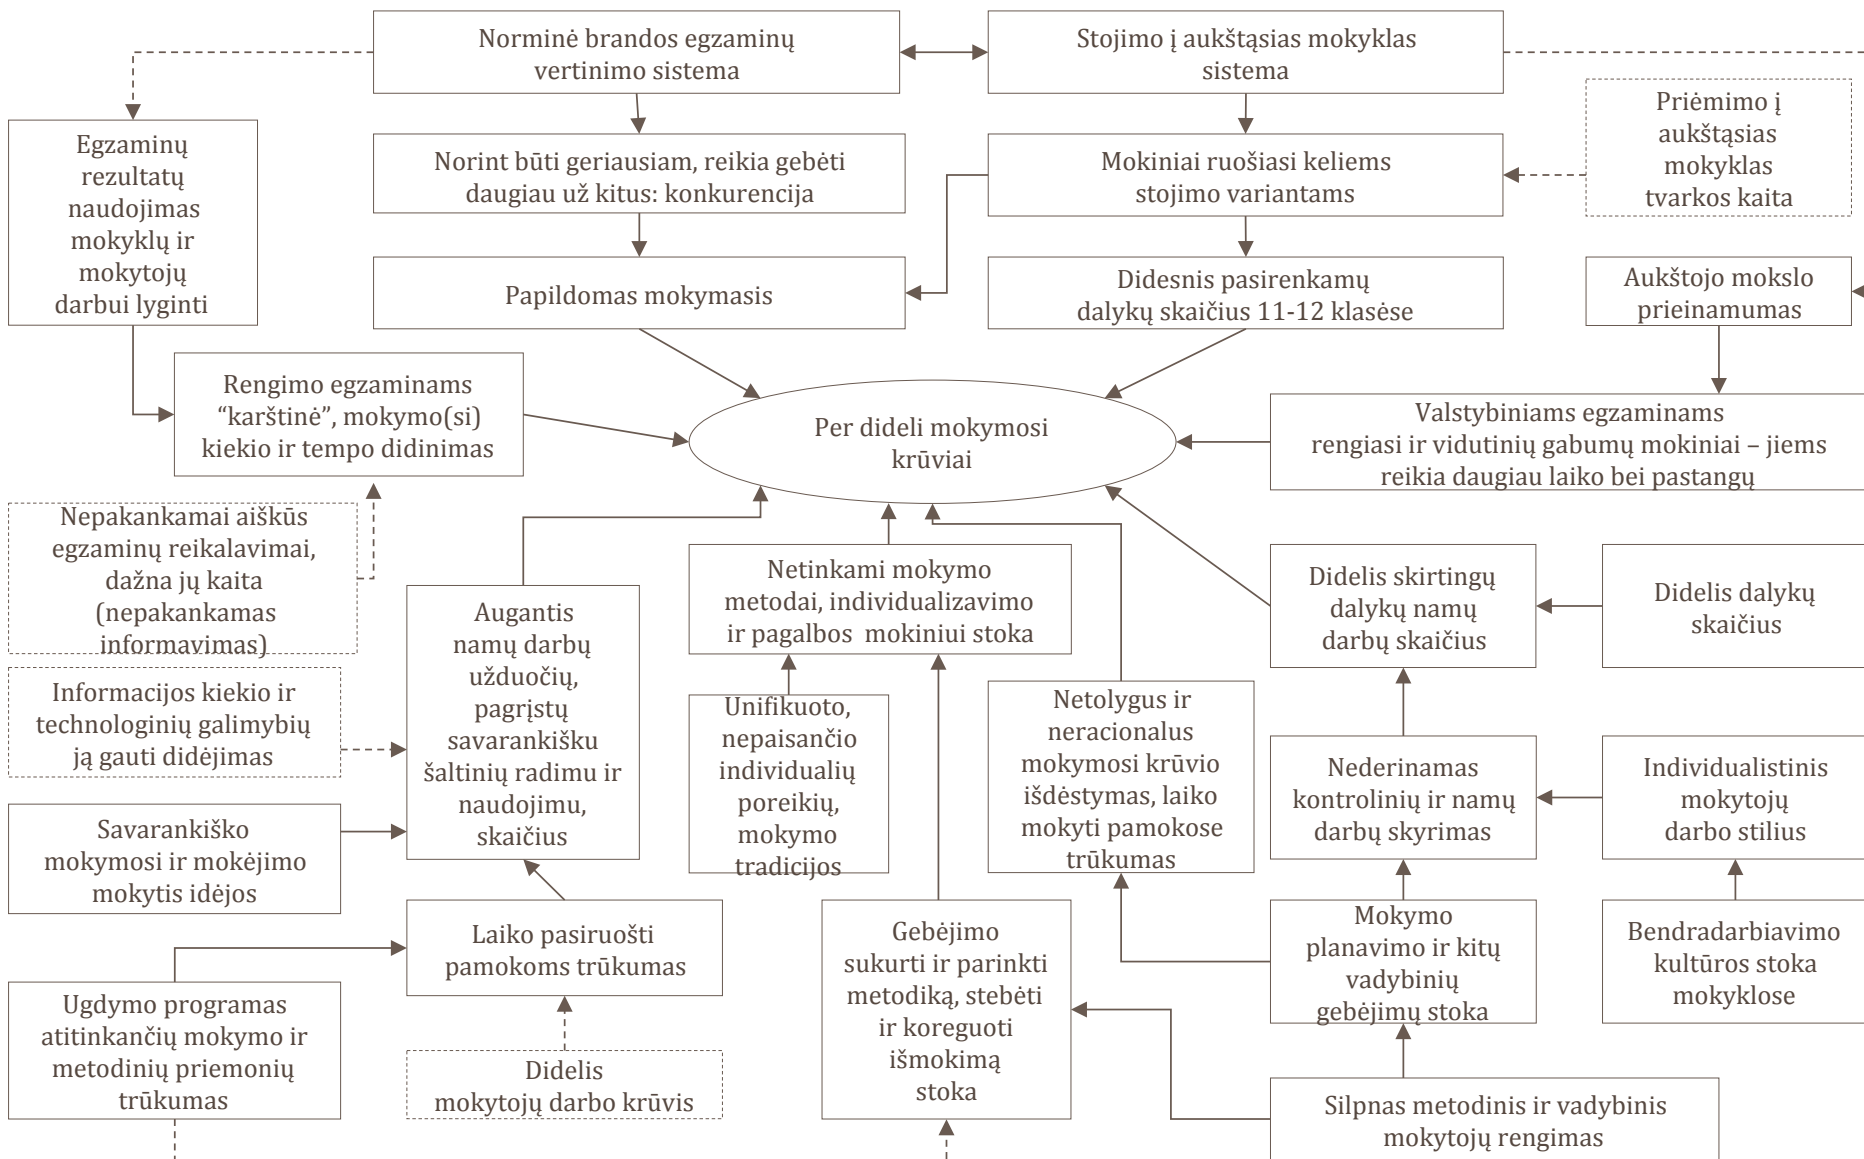 Norminė brandos egzaminų
vertinimo sistema
Stojimo į aukštąsias mokyklas
sistema
Priėmimo į
aukštąsias
mokyklas
tvarkos kaita
Egzaminų
rezultatų
naudojimas
mokyklų ir
mokytojų
darbui lyginti
Norint būti geriausiam, reikia gebėti
daugiau už kitus: konkurencija
Mokiniai ruošiasi keliems
stojimo variantams
Papildomas mokymasis
Didesnis pasirenkamų
dalykų skaičius 11-12 klasėse
Aukštojo mokslo
prieinamumas
Rengimo egzaminams
“karštinė”, mokymo(si)
kiekio ir tempo didinimas
Per dideli mokymosi
krūviai
Valstybiniams egzaminams
rengiasi ir vidutinių gabumų mokiniai – jiems
reikia daugiau laiko bei pastangų
Nepakankamai aiškūs
egzaminų reikalavimai,
dažna jų kaita
(nepakankamas
informavimas)
Augantis
namų darbų
užduočių,
pagrįstų
savarankišku
šaltinių radimu ir
naudojimu,
skaičius
Netinkami mokymo
metodai, individualizavimo
ir pagalbos mokiniui stoka
Didelis skirtingų
dalykų namų
darbų skaičius
Didelis dalykų
skaičius
Informacijos kiekio ir
technologinių galimybių
ją gauti didėjimas
Unifikuoto,
nepaisančio
individualių
poreikių,
mokymo
tradicijos
Netolygus ir
neracionalus
mokymosi krūvio
išdėstymas, laiko
mokyti pamokose
trūkumas
Nederinamas
kontrolinių ir namų
darbų skyrimas
Individualistinis
mokytojų
darbo stilius
Savarankiško
mokymosi ir mokėjimo
mokytis idėjos
Laiko pasiruošti
pamokoms trūkumas
Gebėjimo
sukurti ir parinkti
metodiką, stebėti
ir koreguoti
išmokimą
stoka
Mokymo
planavimo ir kitų
vadybinių
gebėjimų stoka
Bendradarbiavimo
kultūros stoka
mokyklose
Ugdymo programas
atitinkančių mokymo ir
metodinių priemonių
trūkumas
Didelis
mokytojų darbo krūvis
Silpnas metodinis ir vadybinis
mokytojų rengimas